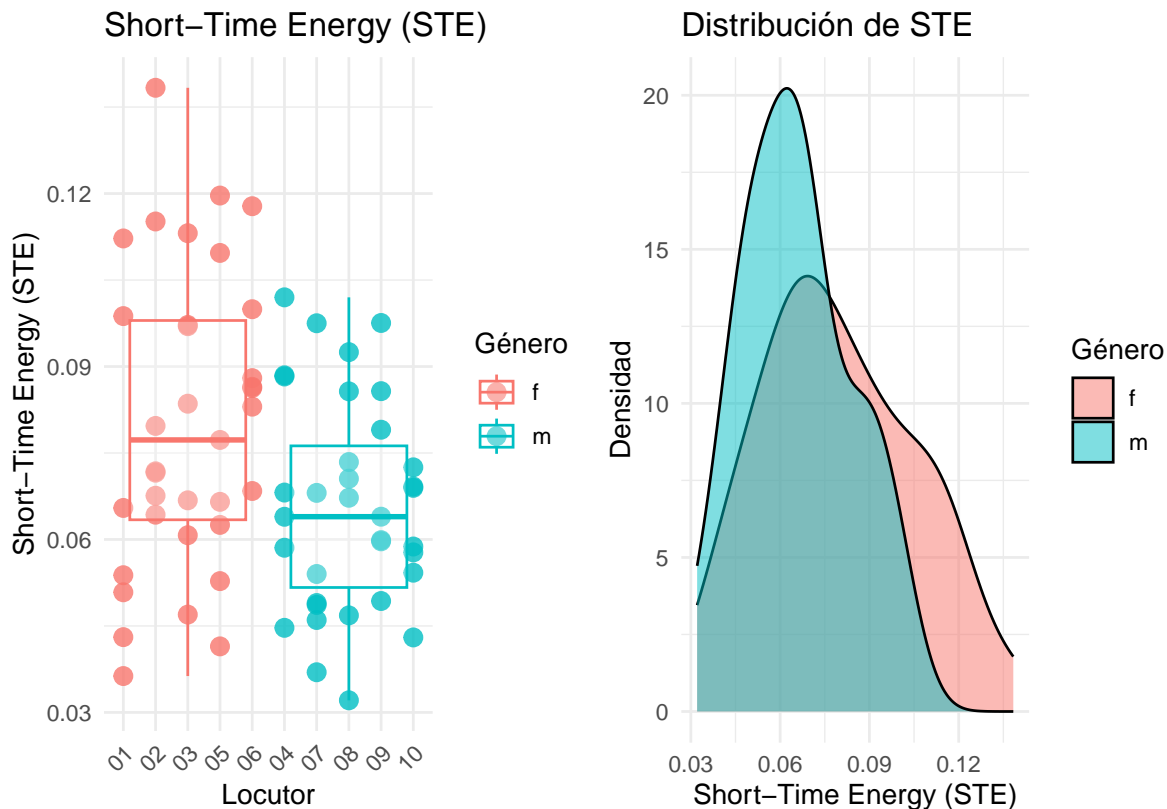 Short−Time Energy (STE)
Short−Time Energy (STE)
0.12
0.09
0.06
0.03
01
02
03
05
06
04
07
08
09
10
Locutor
Género
f
m
Distribución de STE
Densidad
20
15
10
5
0
0.03
0.06
0.09
0.12
Short−Time Energy (STE)
Género
f
m